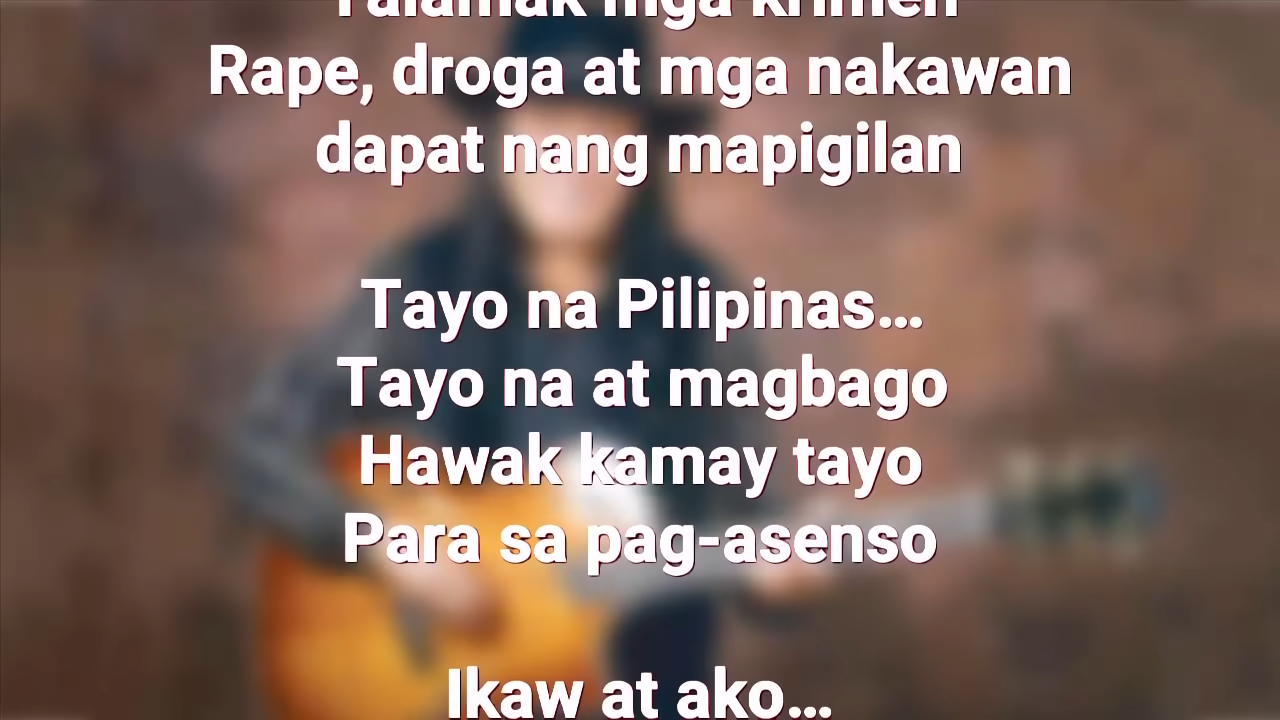 Talamak mga krimen
Rape, droga at mga nakawan
dapat nang mapigilan
Tayo na Pilipinas...
Tayo na at magbago
Hawak kamay tayo
Para sa pag-asenso
Ikaw at ako...